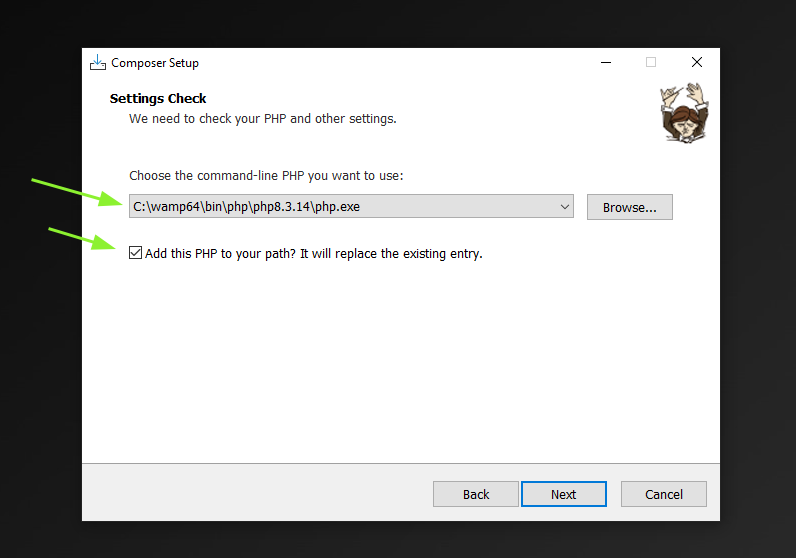 Composer Setup
Settings Check
We need to check your PHP and other settings.
Choose the command-line PHP you want to use:
C:\wamp64\bin\php\php8.3.14\php.exe
Browse...
Add this PHP to your path? It will replace the existing entry.
Back
Next
Cancel